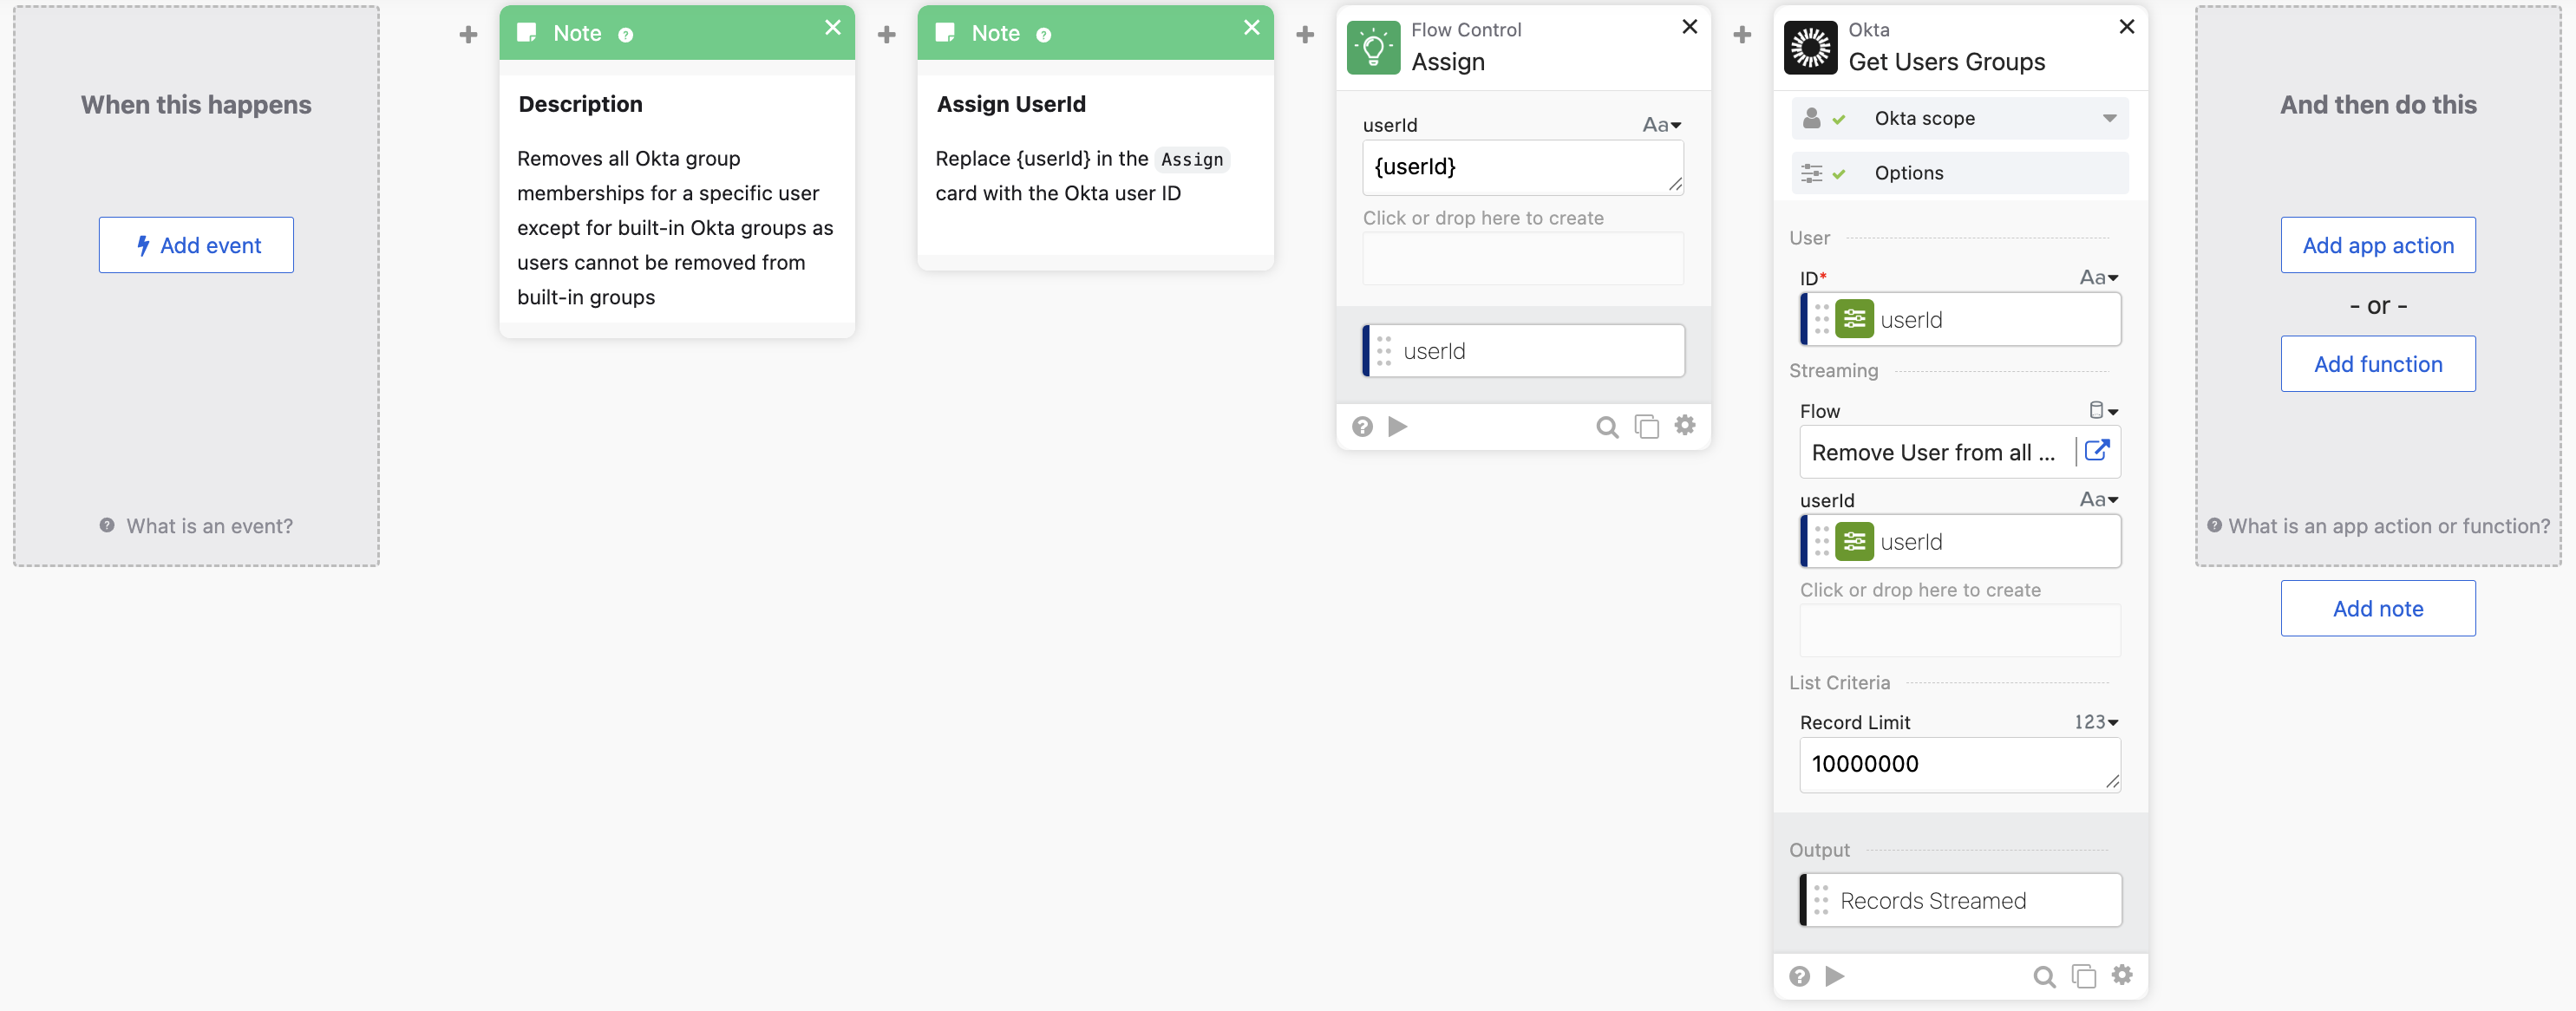 When this happens
Add event
What is an event?
Note
Description
Removes all Okta group
memberships for a specific user
except for built-in Okta groups as
users cannot be removed from
built-in groups
Note
Assign UserId
Replace {userId} in the Assign
card with the Okta user ID
Flow Control
Assign
userId
Aa
{userId}
Click or drop here to create
userId
Okta
Get Users Groups
Okta scope
Options
User
ID*
Aa
userId
Streaming
Flow
Remove User from all ...
userId
Aa
userId
Click or drop here to create
List Criteria
Record Limit
123
10000000
Output
Records Streamed
And then do this
Add app action
- or -
Add function
What is an app action or function?
Add note